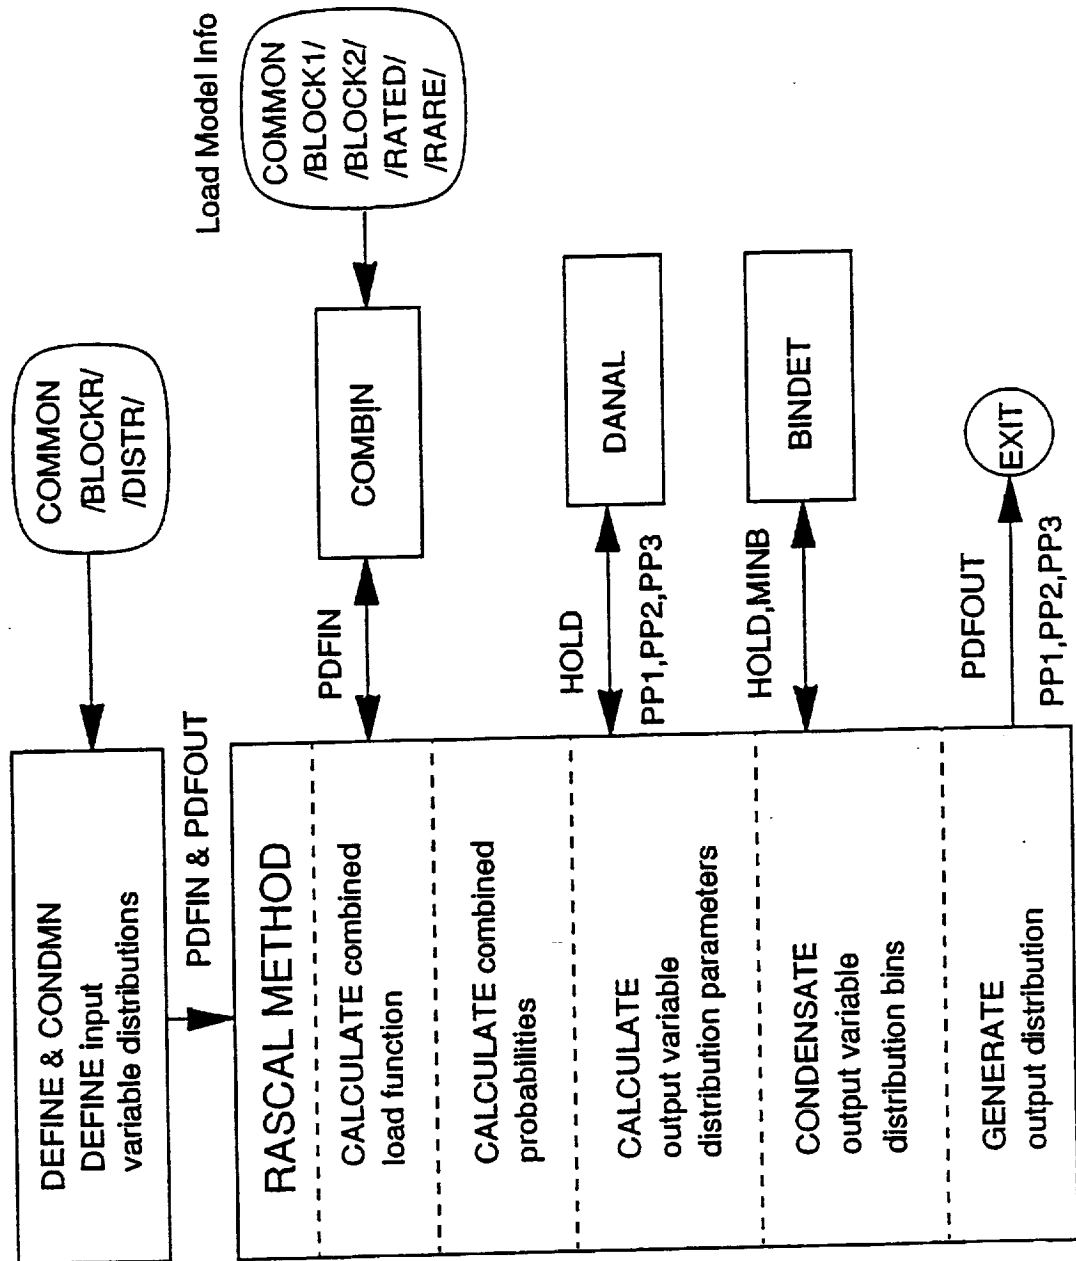 DEFINE & CONDMN
DEFINE input
variable distributions
COMMON
/BLOCKR/
/DISTR/
PDFIN & PDFOUT
Load Model Info
RASCAL METHOD
CALCULATE combined
load function
PDFIN
COMBIN
COMMON
/BLOCK1/
/BLOCK2/
/RATED/
/RARE/
CALCULATE combined
probabilities
CALCULATE
output variable
distribution parameters
HOLD
PP1,PP2,PP3
DANAL
CONDENSATE
output variable
distribution bins
HOLD,MINB
BINDET
GENERATE
output distribution
PDFOUT
PP1,PP2,PP3
EXIT